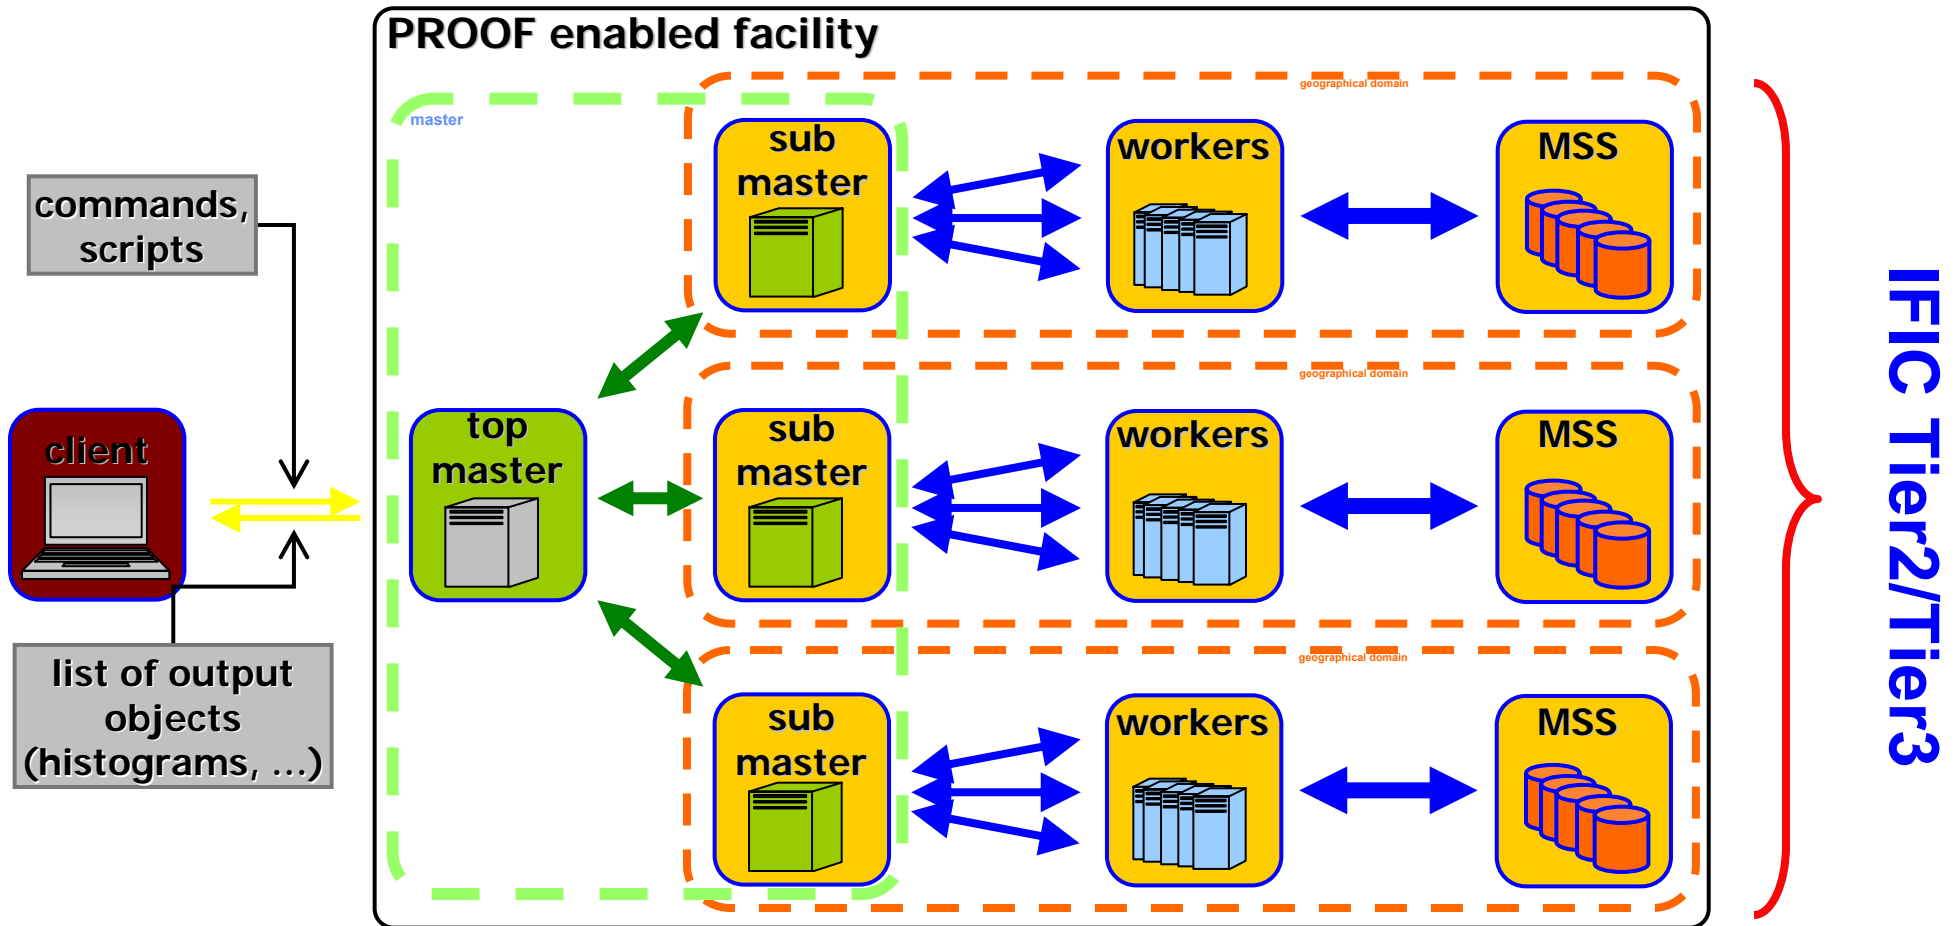 PROOF enabled facility
geographical domain
master
sub
master
workers
MSS
commands,
scripts
geographical domain
client
top
master
sub
master
workers
MSS
list of output
objects
(histograms, ...)
geographical domain
sub
master
workers
MSS
IFIC Tier2/Tier3